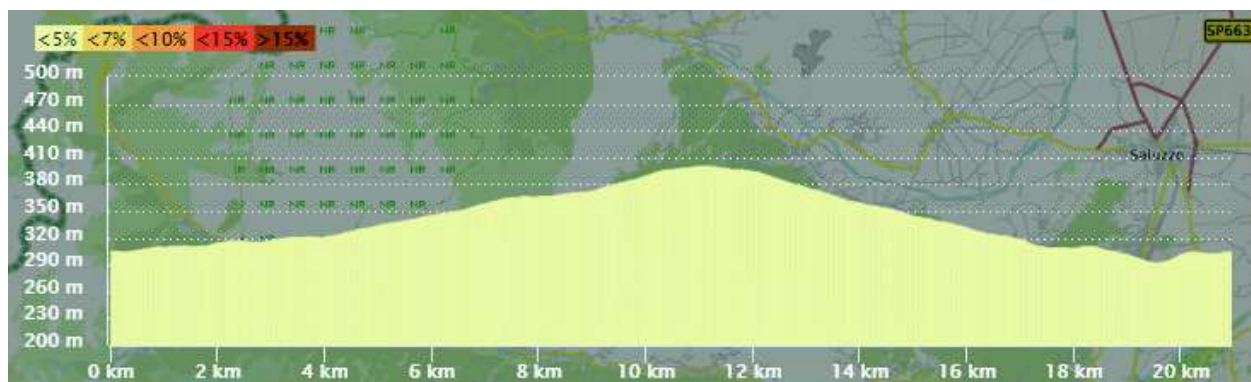 <5% <7% <10% <15% >15%
SP663
500 m
470 m
440 m
410 m
Saluzzo
380 m
350 m
320 m
290 m
260 m
230 m
200 m
0 km 2 km 4 km 6 km 8 km 10 km 12 km 14 km 16 km 18 km 20 km